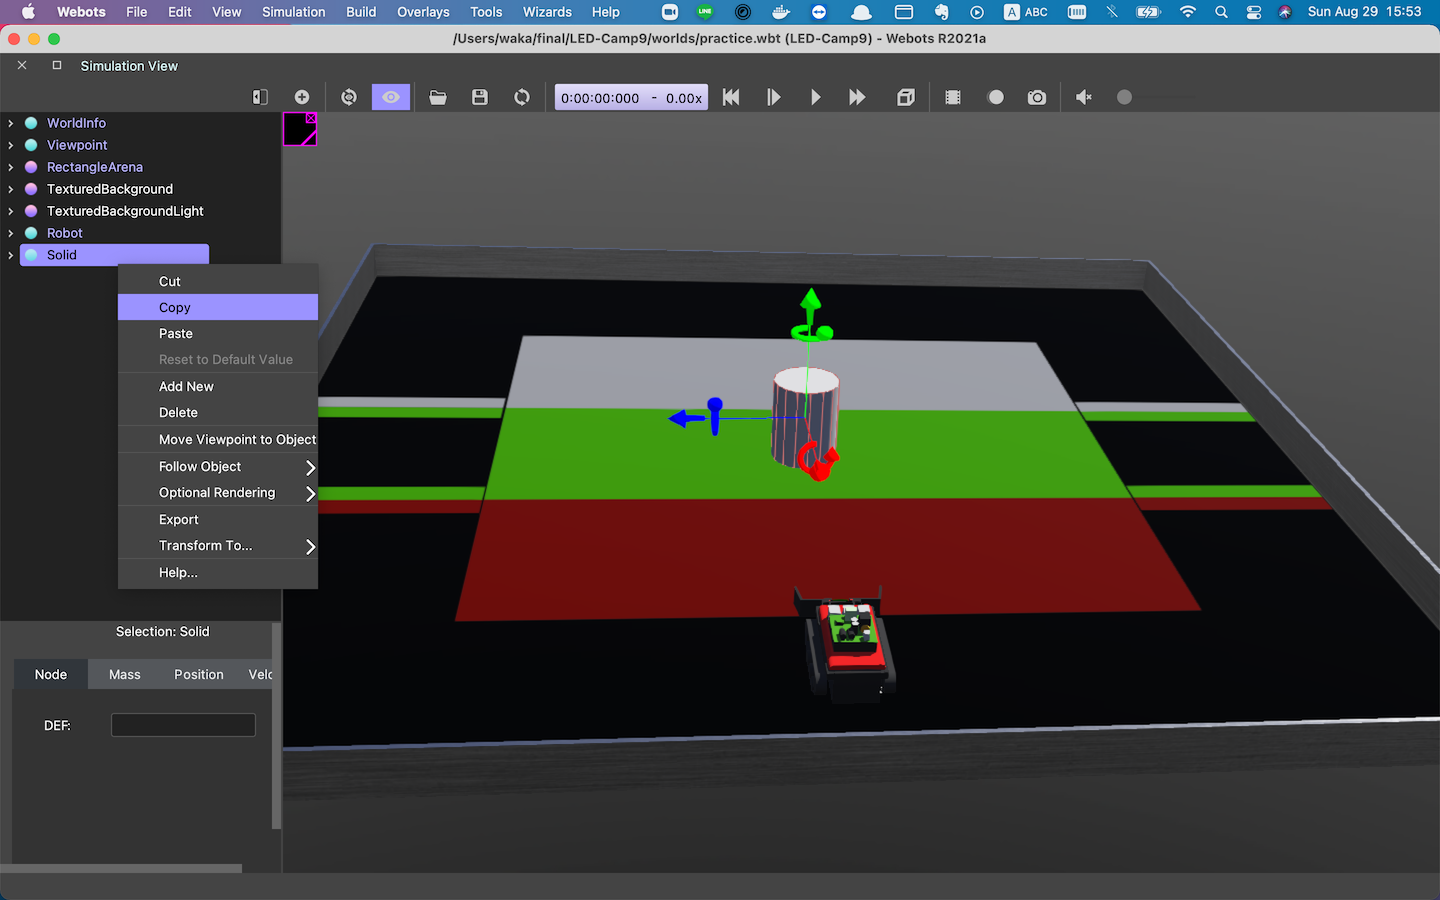 Webots File Edit View Simulation Build Overlays Tools Wizards Help LINE A ABC Sun Aug 29 15:53
/Users/waka/final/LED-Camp9/worlds/practice.wbt (LED-Camp9) - Webots R2021a
Simulation View
0:00:00:000 - 0.00x
WorldInfo
Viewpoint
RectangleArena
TexturedBackground
TexturedBackgroundLight
Robot
Solid
Cut
Copy
Paste
Reset to Default Value
Add New
Delete
Move Viewpoint to Object
Follow Object
Optional Rendering
Export
Transform To...
Help...
Selection: Solid
Node Mass Position Velc
DEF: